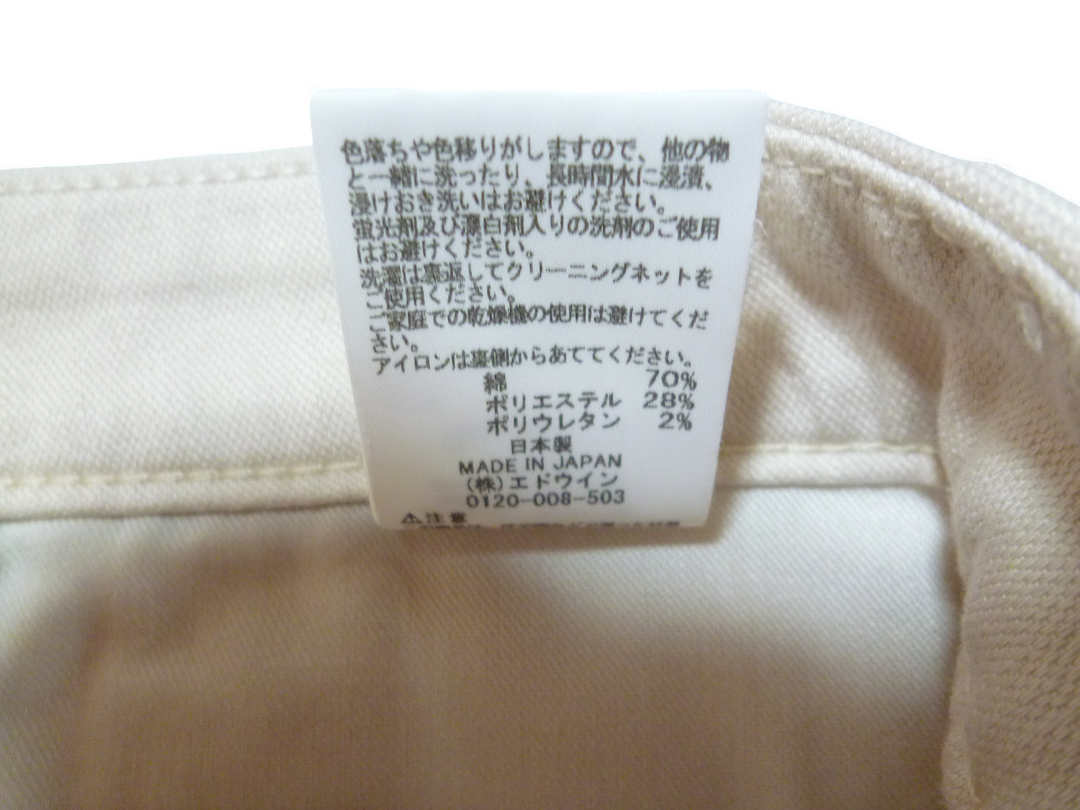 色落ちや色移りがしますので、他の物
と一緒に洗ったり、長時間水に浸漬、
浸けおき洗いはお避けください。
蛍光剤及び漂白剤入りの洗剤のご使用
はお避けください。
洗濯は裏返してクリーニングネットを
ご使用ください。
ご家庭での乾燥機の使用は避けてくだ
さい。
アイロンは裏側からあててください。
綿 70%
ポリエステル 28%
ポリウレタン 2%
日本製
MADE IN JAPAN
(株)エドウイン
0120-008-503
⚠注意